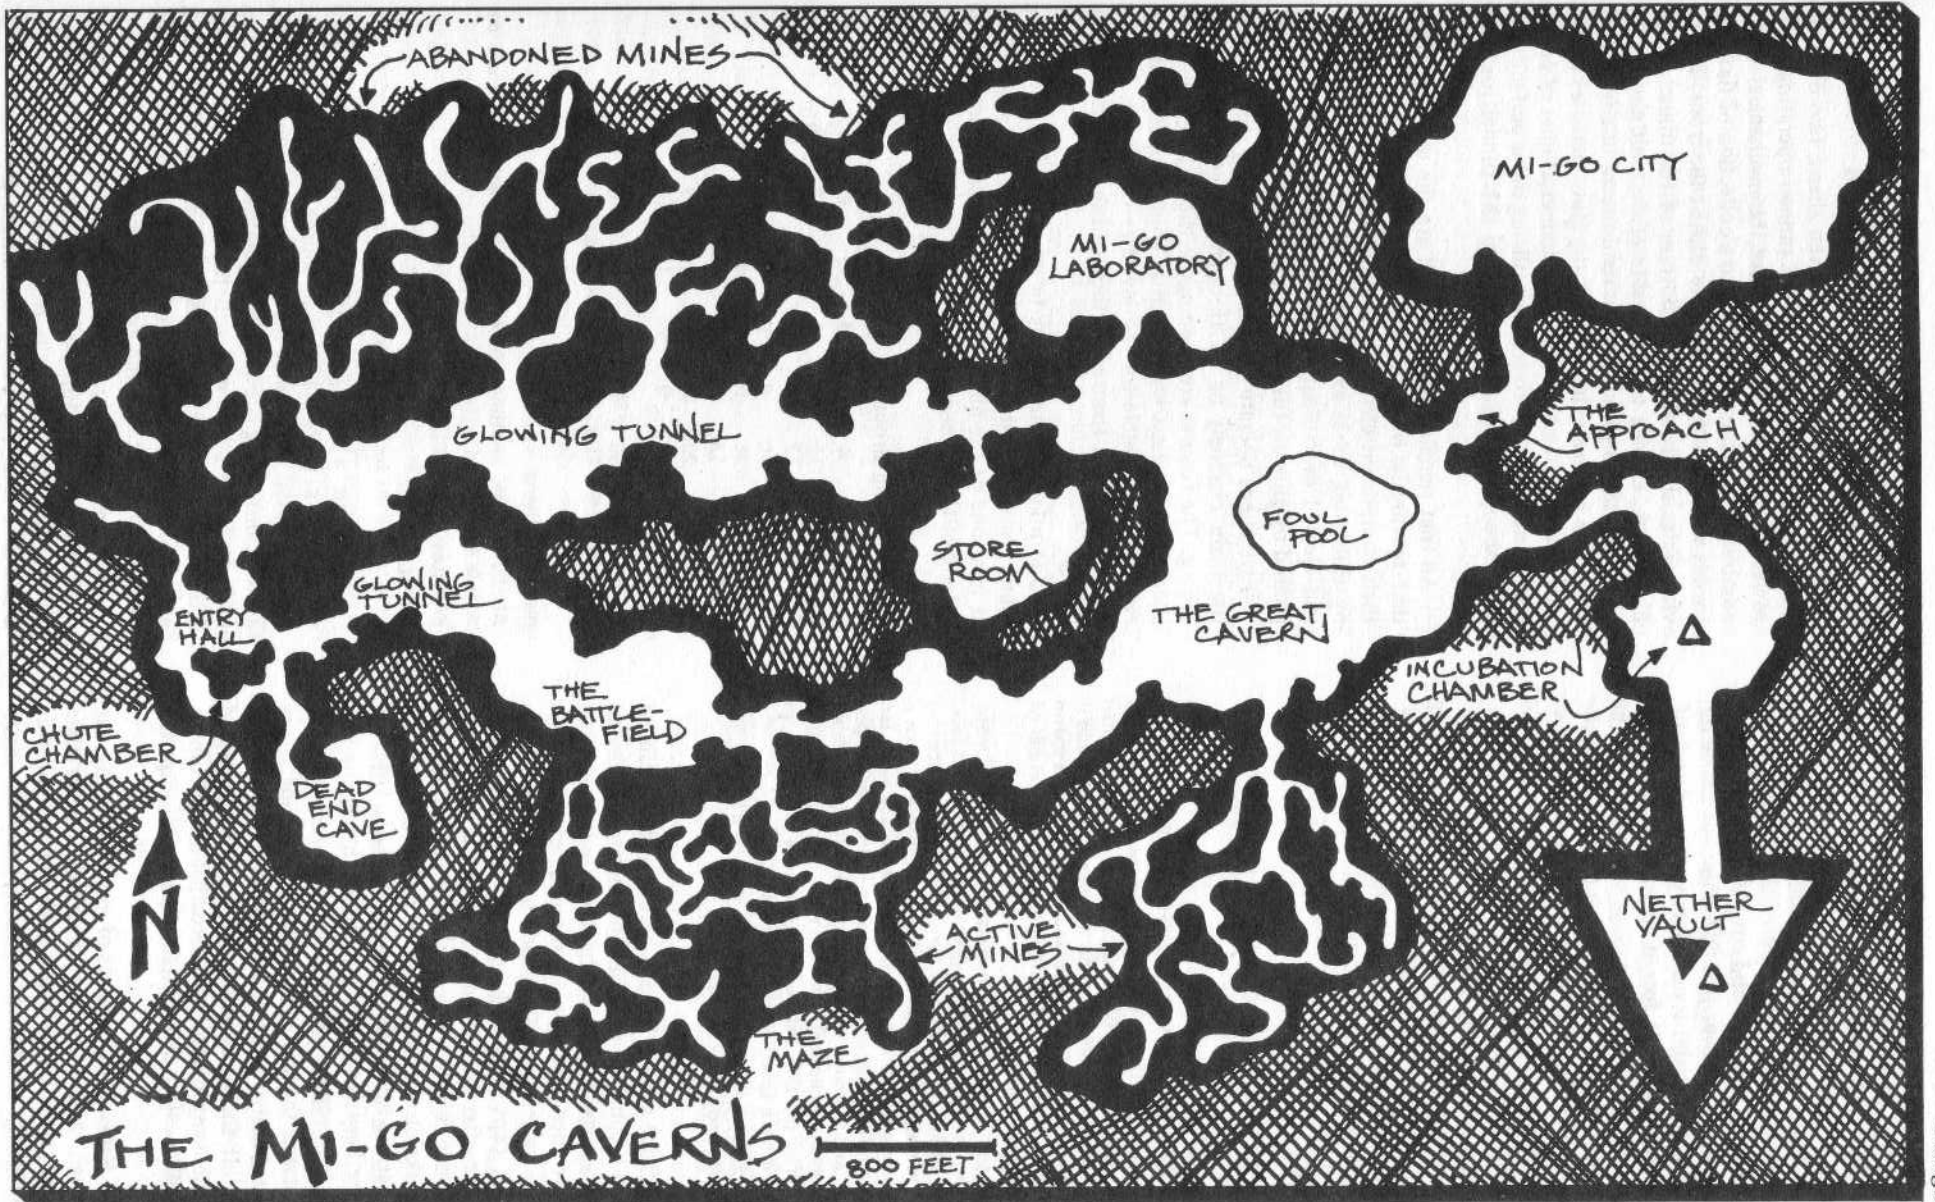 ABANDONED MINES
MI-GO CITY
MI-GO
LABORATORY
THE
APPROACH
GLOWING TUNNEL
FOUL
POOL
STORE
ROOM
GLOWING
TUNNEL
ENTRY
HALL
THE GREAT
CAVERN
INCUBATION
CHAMBER
THE
BATTLE-
FIELD
CHUTE
CHAMBER
DEAD
END
CAVE
N
NETHER
VAULT
ACTIVE
MINES
THE
MAZE
THE MI-GO CAVERNS
800 FEET